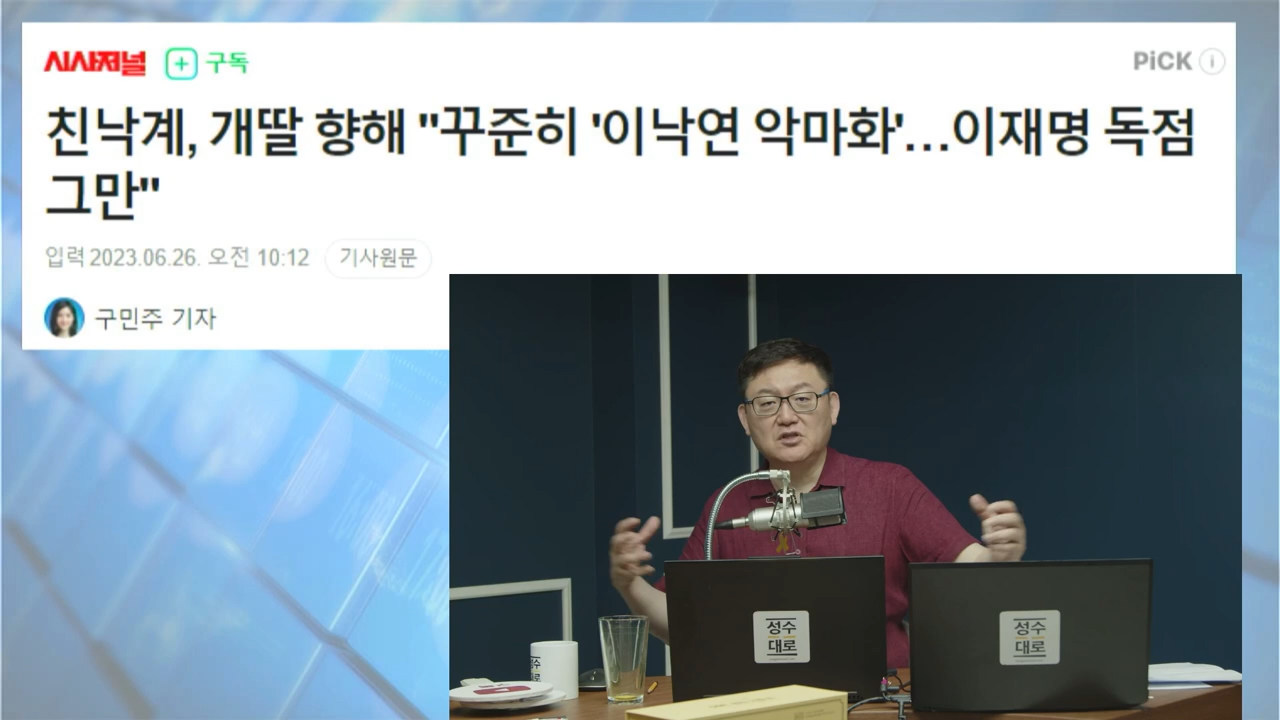 시사저널 + 구독
PiCK i
친낙계, 개딸 향해 "꾸준히 '이낙연 악마화'…이재명 독점
그만"
입력 2023.06.26. 오전 10:12 기사원문
구민주 기자
성수
대로
성수
대로
성수